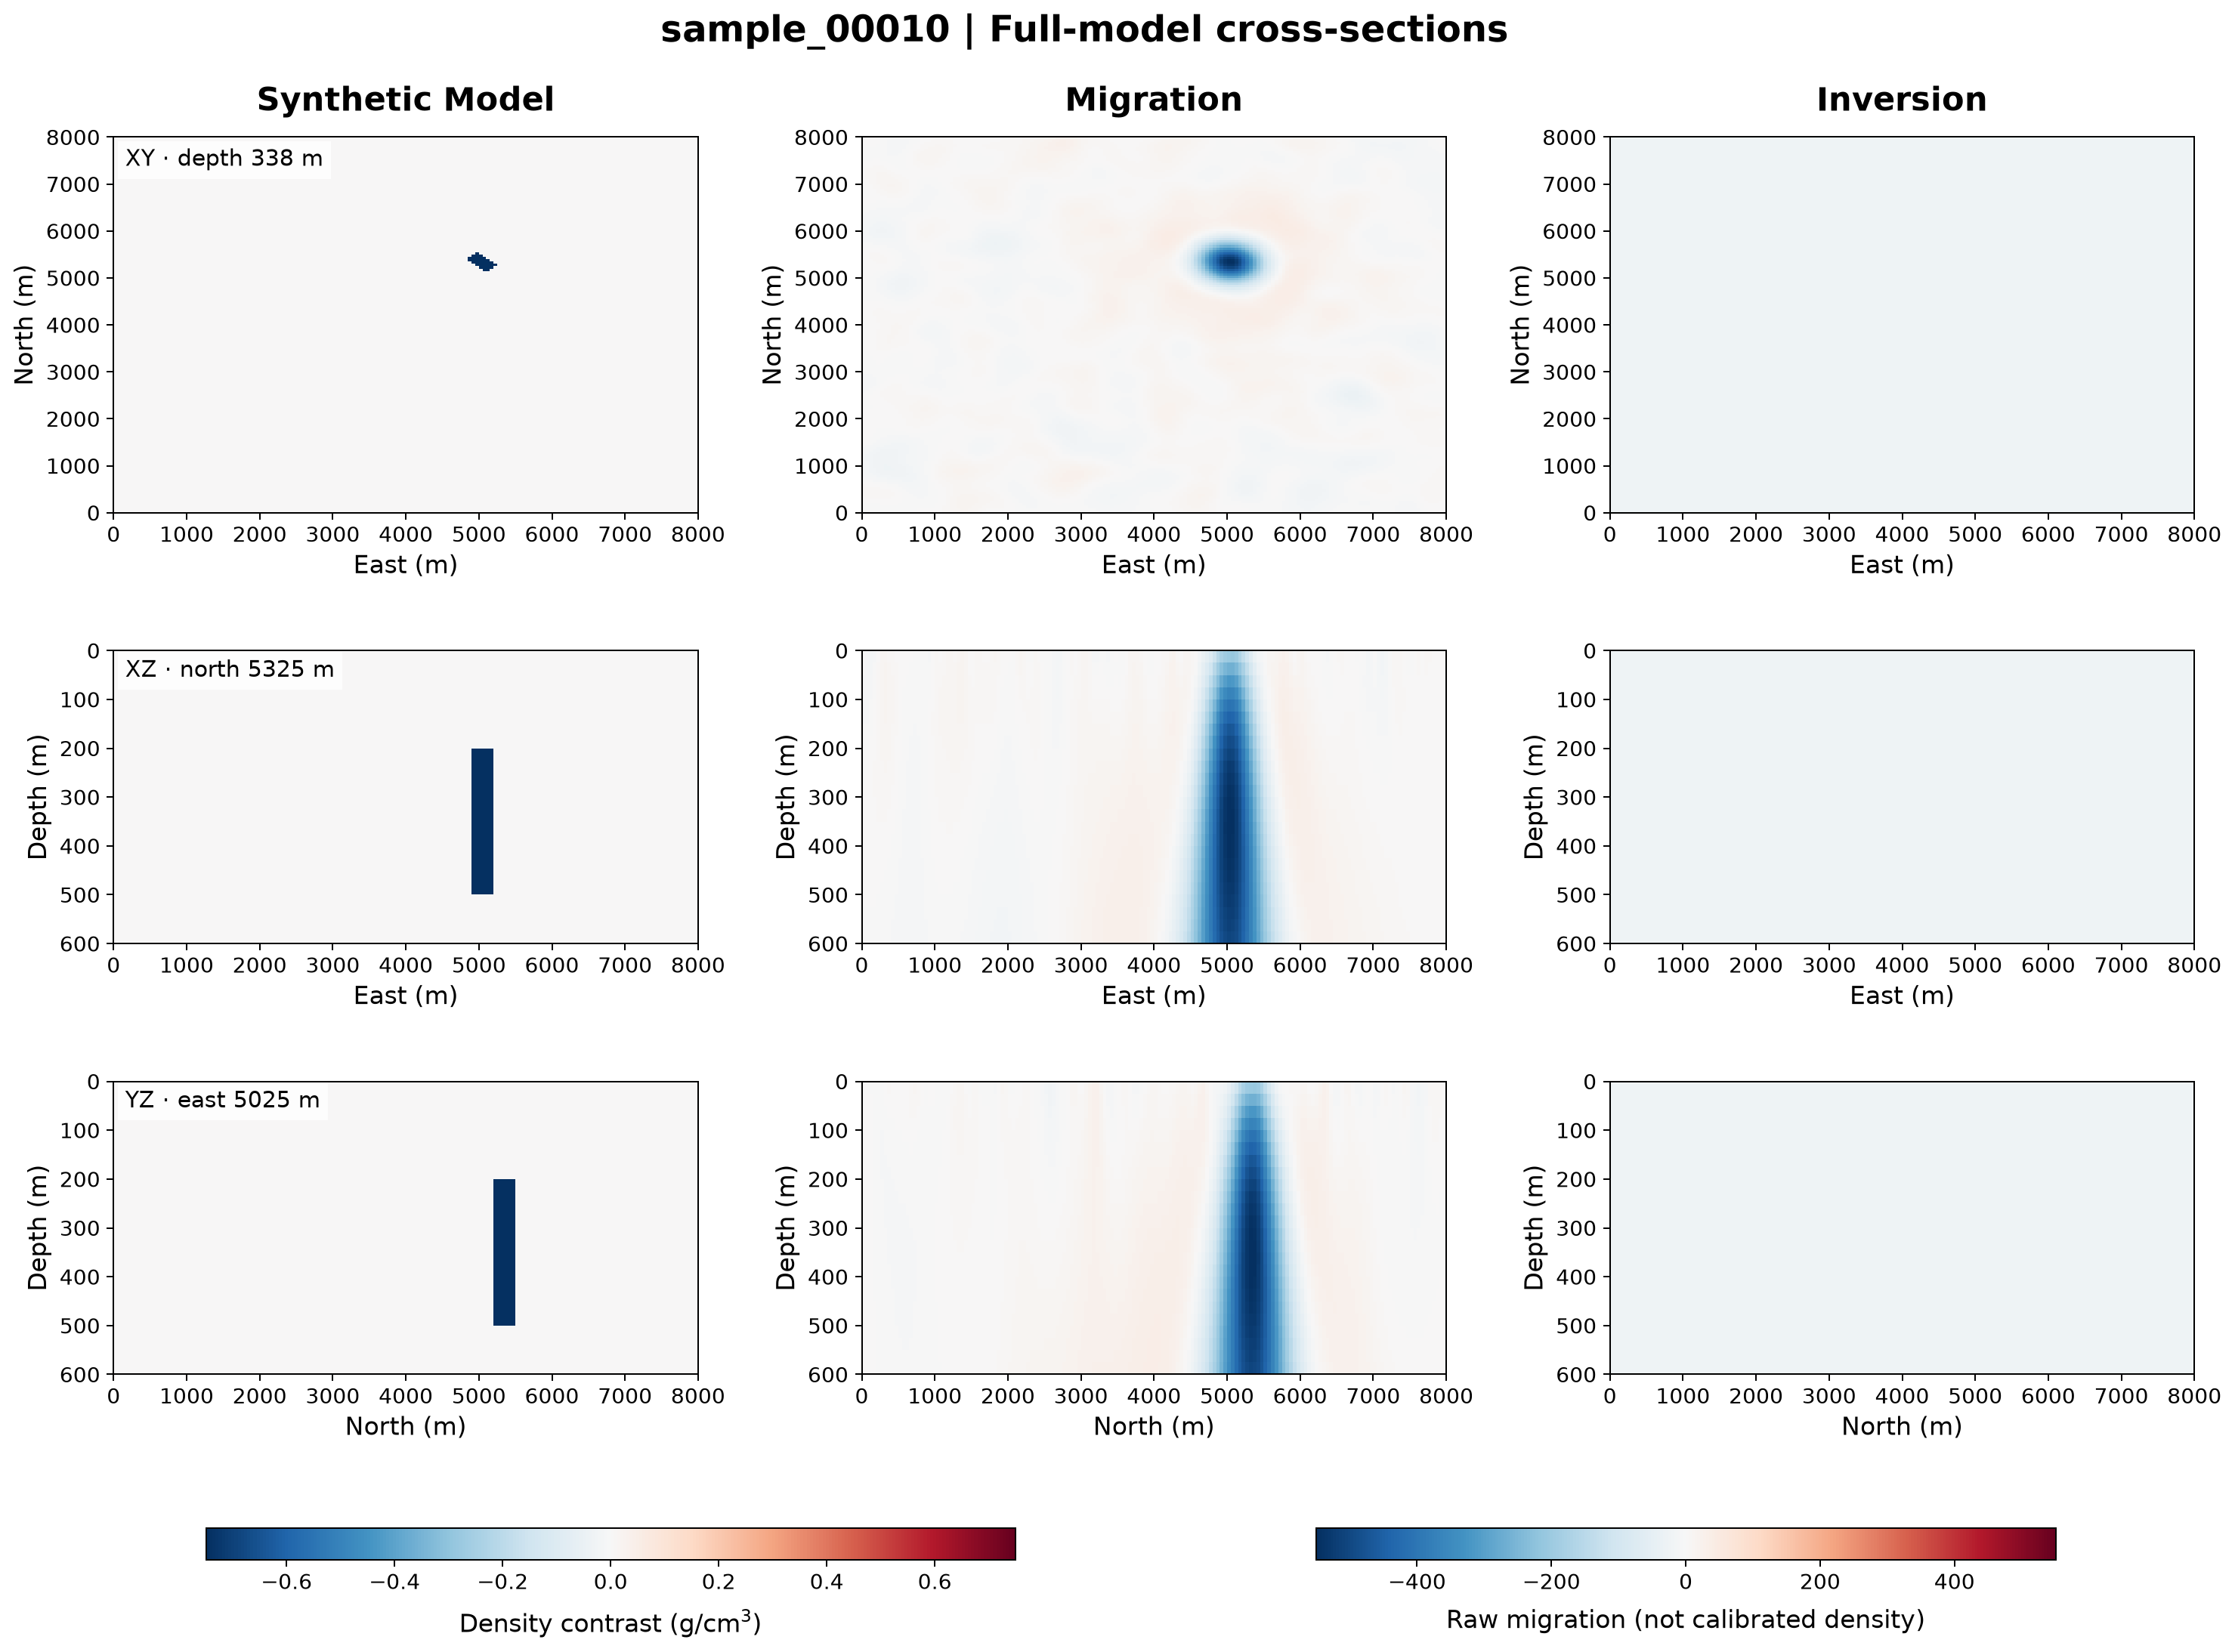 sample_00010 | Full-model cross-sections
Synthetic Model
Migration
Inversion
XY · depth 338 m
8000
7000
6000
5000
4000
3000
2000
1000
0
North (m)
0 1000 2000 3000 4000 5000 6000 7000 8000
East (m)
8000
7000
6000
5000
4000
3000
2000
1000
0
North (m)
0 1000 2000 3000 4000 5000 6000 7000 8000
East (m)
8000
7000
6000
5000
4000
3000
2000
1000
0
North (m)
0 1000 2000 3000 4000 5000 6000 7000 8000
East (m)
XZ · north 5325 m
0
100
200
300
400
500
600
Depth (m)
0 1000 2000 3000 4000 5000 6000 7000 8000
East (m)
0
100
200
300
400
500
600
Depth (m)
0 1000 2000 3000 4000 5000 6000 7000 8000
East (m)
0
100
200
300
400
500
600
Depth (m)
0 1000 2000 3000 4000 5000 6000 7000 8000
East (m)
YZ · east 5025 m
0
100
200
300
400
500
600
Depth (m)
0 1000 2000 3000 4000 5000 6000 7000 8000
North (m)
0
100
200
300
400
500
600
Depth (m)
0 1000 2000 3000 4000 5000 6000 7000 8000
North (m)
0
100
200
300
400
500
600
Depth (m)
0 1000 2000 3000 4000 5000 6000 7000 8000
North (m)
−0.6 −0.4 −0.2 0.0 0.2 0.4 0.6
Density contrast (g/cm³)
−400 −200 0 200 400
Raw migration (not calibrated density)